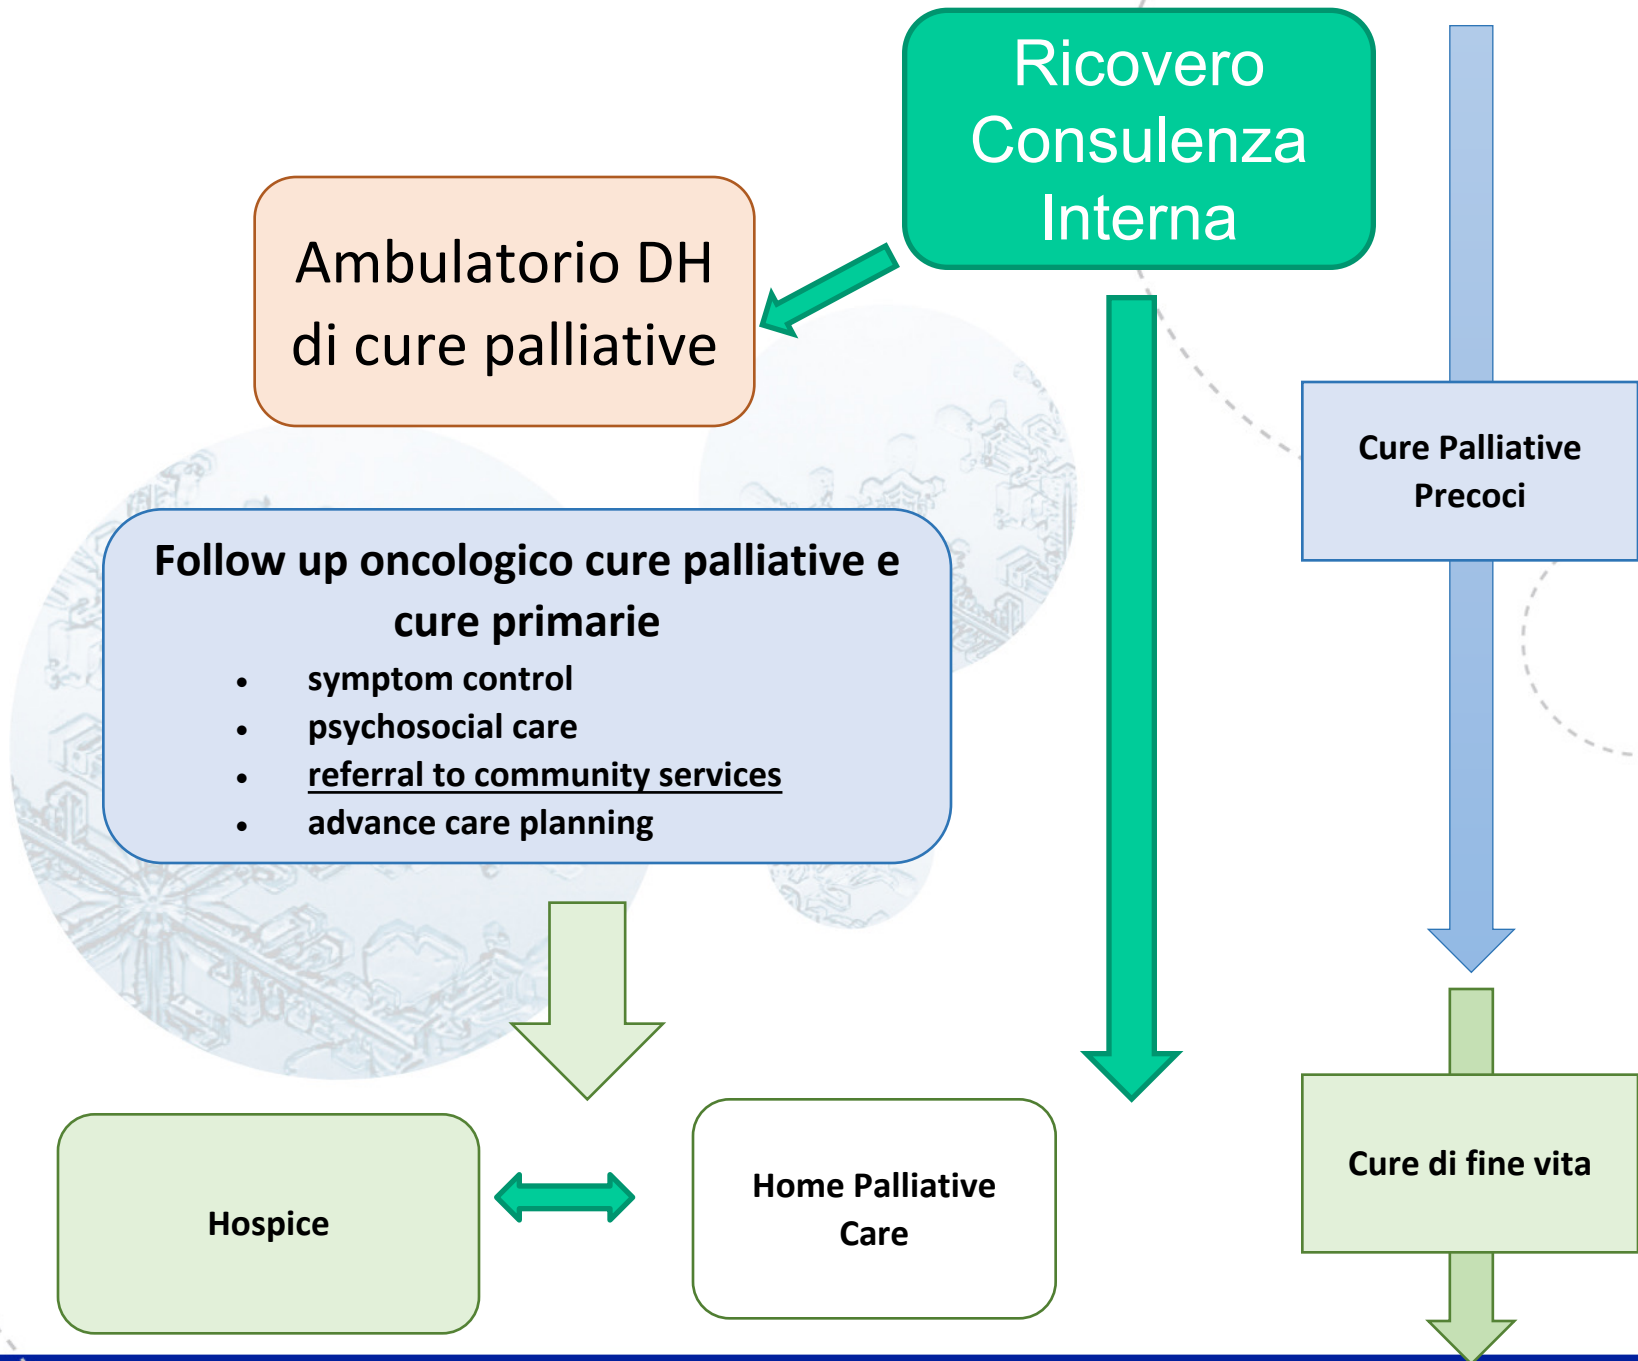 Ricovero
Consulenza
Interna
Ambulatorio DH
di cure palliative
Cure Palliative
Precoci
Follow up oncologico cure palliative e
cure primarie
• symptom control
• psychosocial care
• referral to community services
• advance care planning
Hospice
Home Palliative
Care
Cure di fine vita